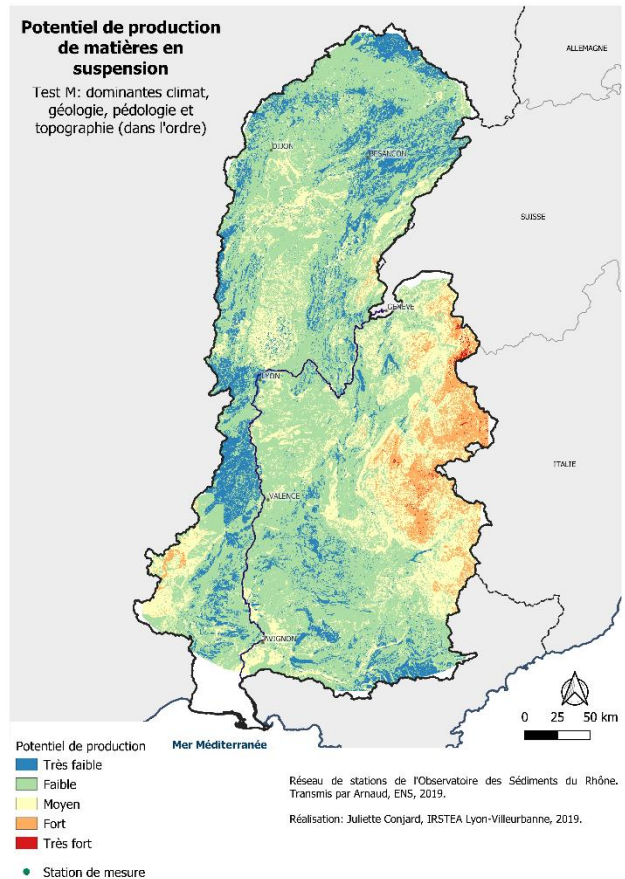 Potentiel de production
de matières en
suspension
Test M: dominantes climat,
géologie, pédologie et
topographie (dans l'ordre)
ALLEMAGNE
DIJON
BESANCON
SUISSE
GENEVE
LYON
ITALIE
VALENCE
AVIGNON
0 25 50 km
Mer Méditerranée
Potentiel de production
Très faible
Faible
Moyen
Fort
Très fort
Station de mesure
Réseau de stations de l'Observatoire des Sédiments du Rhône.
Transmis par Arnaud, ENS, 2019.
Réalisation: Juliette Conjard, IRSTEA Lyon-Villeurbanne, 2019.